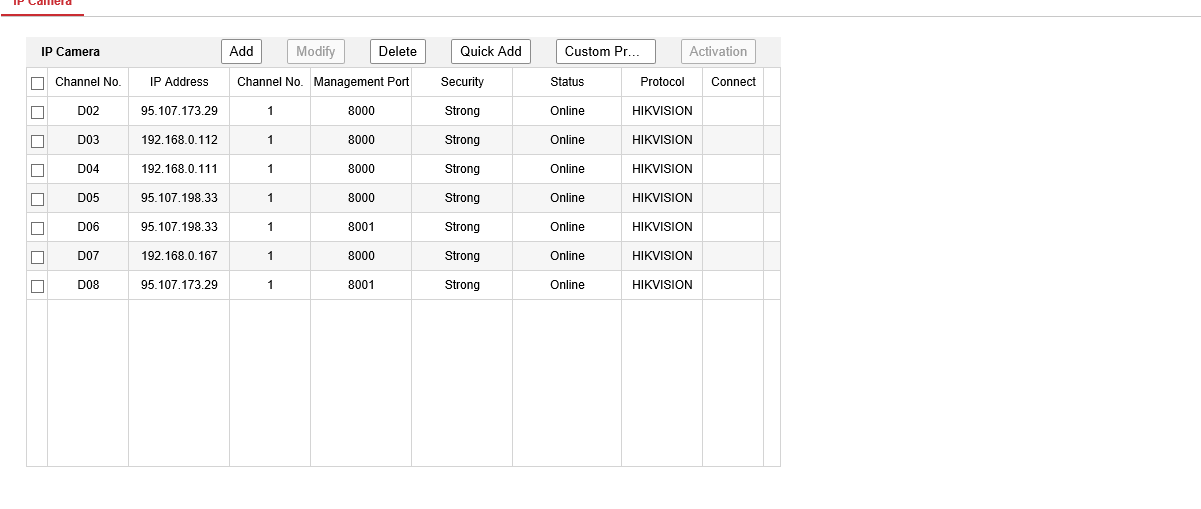 IP Camera
IP Camera Add Modify Delete Quick Add Custom Pr... Activation
Channel No. IP Address Channel No. Management Port Security Status Protocol Connect
D02 95.107.173.29 1 8000 Strong Online HIKVISION
D03 192.168.0.112 1 8000 Strong Online HIKVISION
D04 192.168.0.111 1 8000 Strong Online HIKVISION
D05 95.107.198.33 1 8000 Strong Online HIKVISION
D06 95.107.198.33 1 8001 Strong Online HIKVISION
D07 192.168.0.167 1 8000 Strong Online HIKVISION
D08 95.107.173.29 1 8001 Strong Online HIKVISION